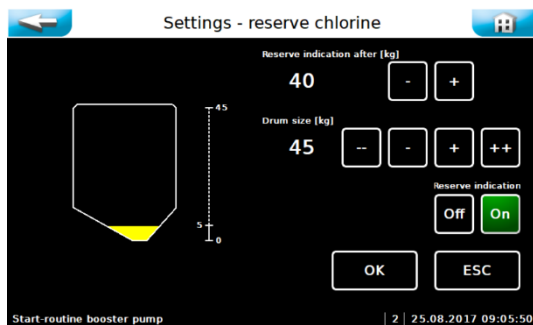 Settings - reserve chlorine
Reserve indication after [kg]
40 - +
45
Drum size [kg]
45 -- - + ++
Reserve indication
Off On
5
0
OK ESC
Start-routine booster pump | 2 | 25.08.2017 09:05:50